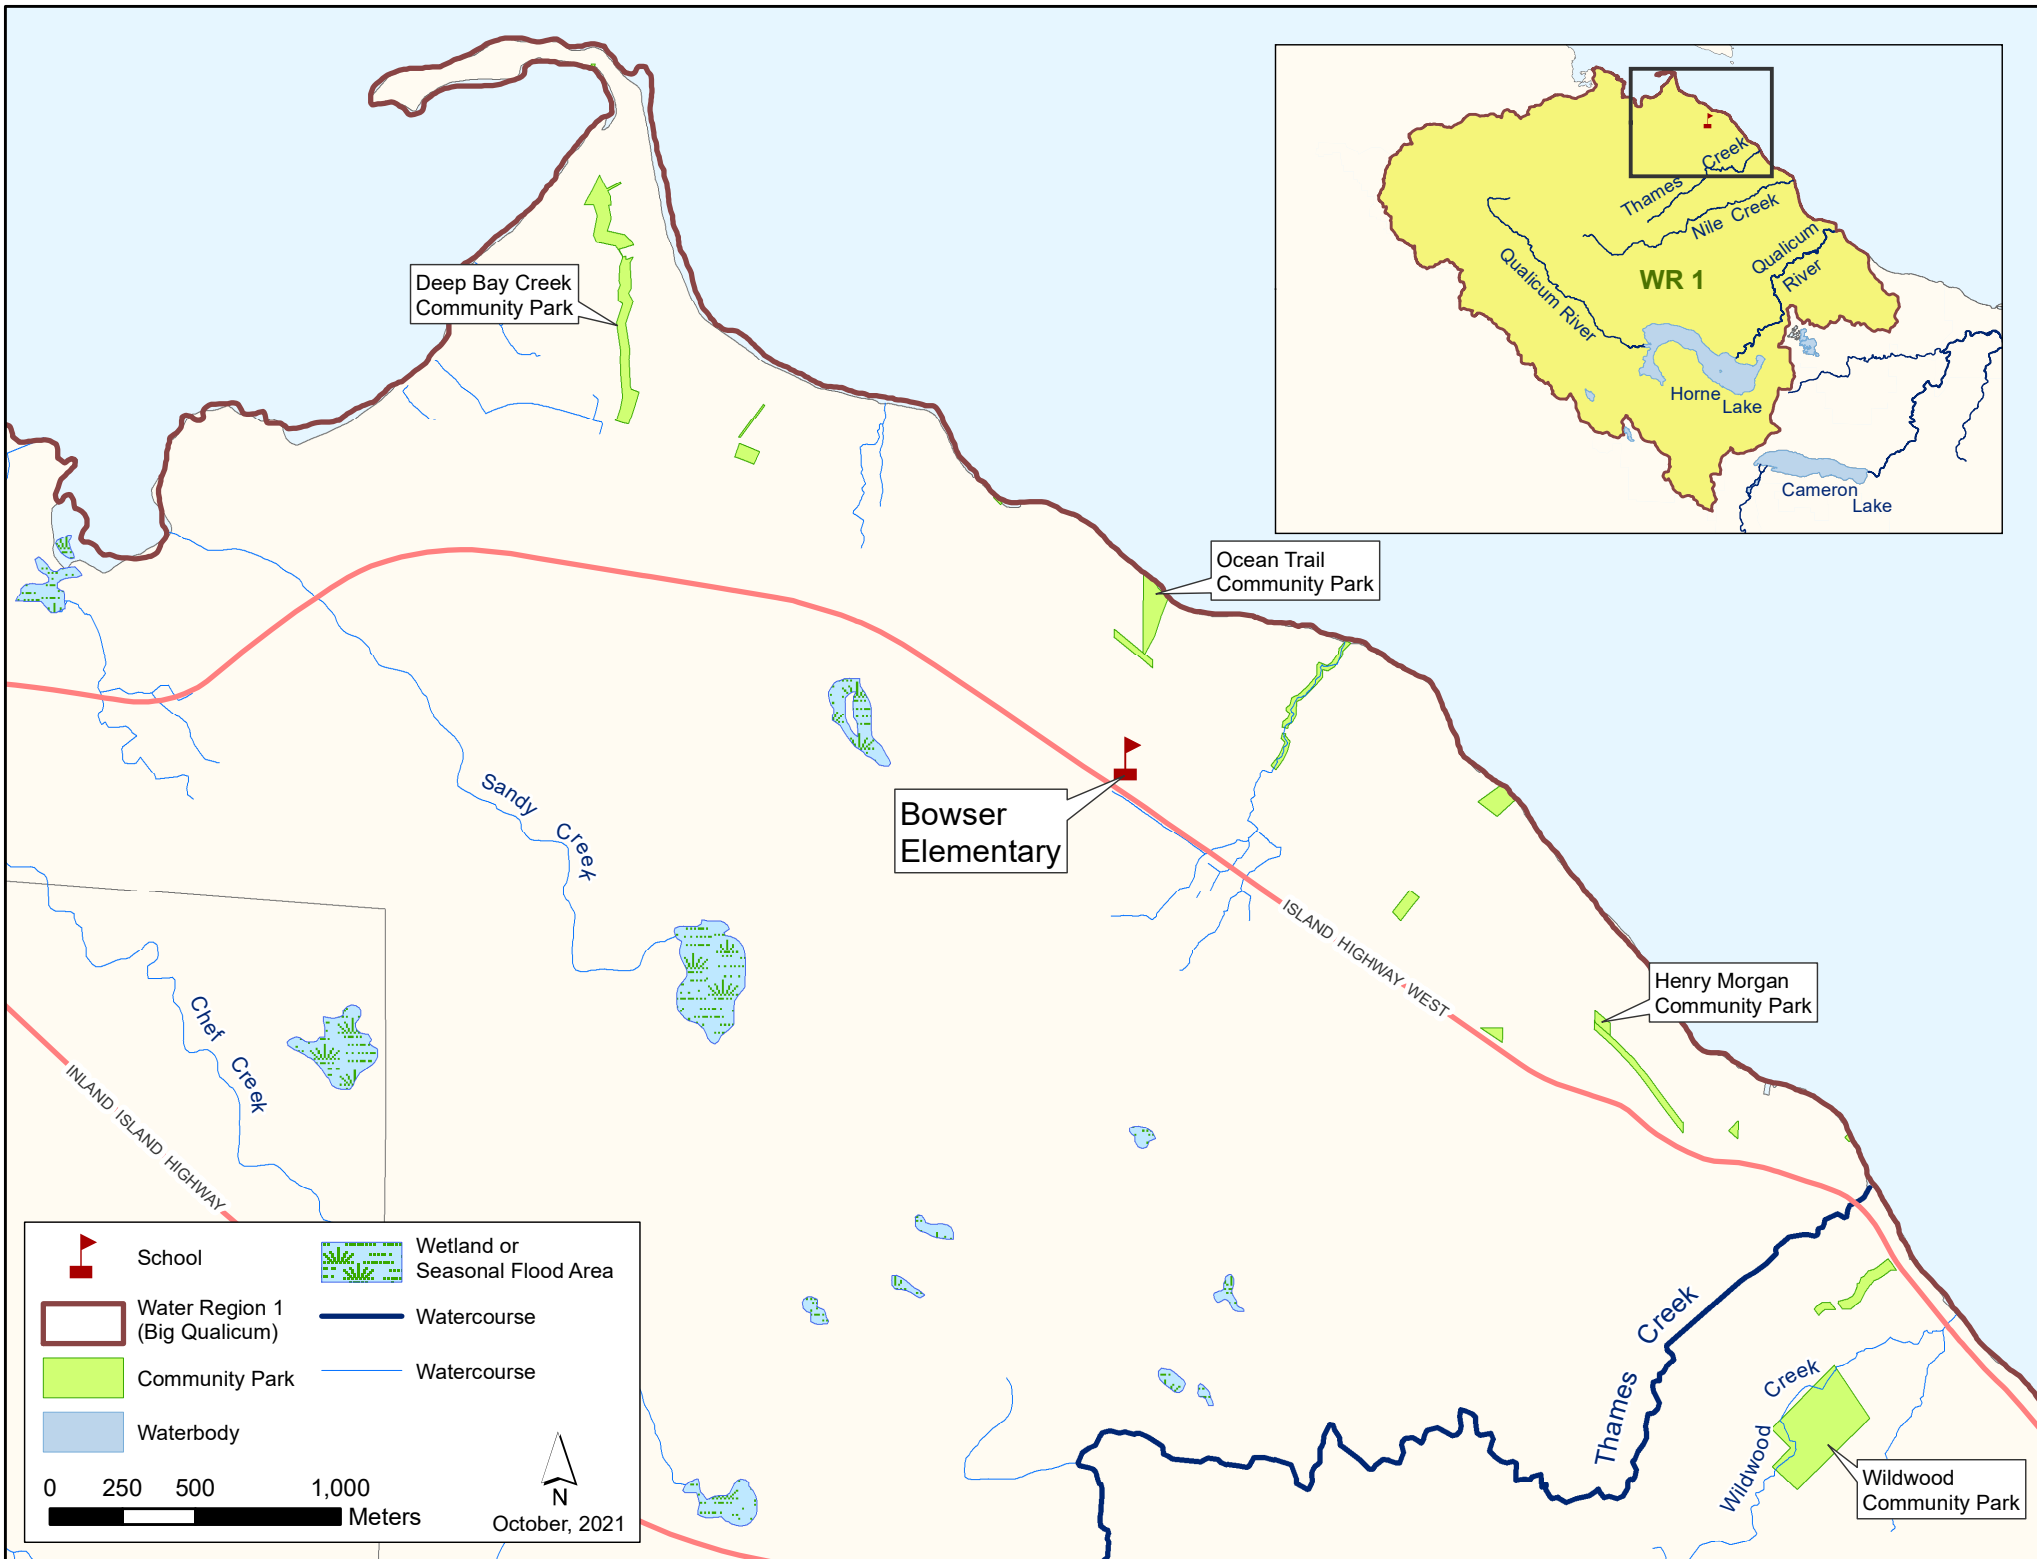 Deep Bay Creek
Community Park
Thames
Creek
Nile Creek
Qualicum
River
Qualicum River
WR 1
Horne
Lake
Cameron
Lake
Ocean Trail
Community Park
Bowser
Elementary
Sandy
Creek
Chef
Creek
ISLAND HIGHWAY WEST
INLAND ISLAND HIGHWAY
Henry Morgan
Community Park
Thames
Creek
Wildwood
Creek
Wildwood
Community Park
School
Water Region 1
(Big Qualicum)
Community Park
Waterbody
Wetland or
Seasonal Flood Area
Watercourse
Watercourse
0 250 500 1,000
Meters
N
October, 2021